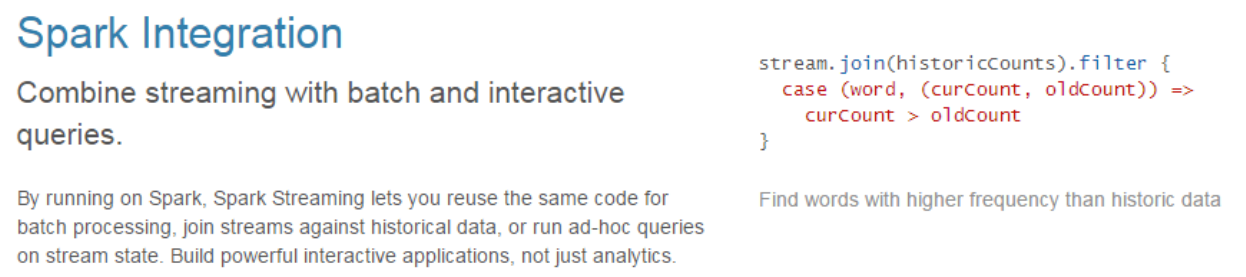 Spark Integration
Combine streaming with batch and interactive
queries.
By running on Spark, Spark Streaming lets you reuse the same code for
batch processing, join streams against historical data, or run ad-hoc queries
on stream state. Build powerful interactive applications, not just analytics.
stream.join(historicCounts).filter {
  case (word, (curCount, oldCount)) =>
    curCount > oldCount
}
Find words with higher frequency than historic data